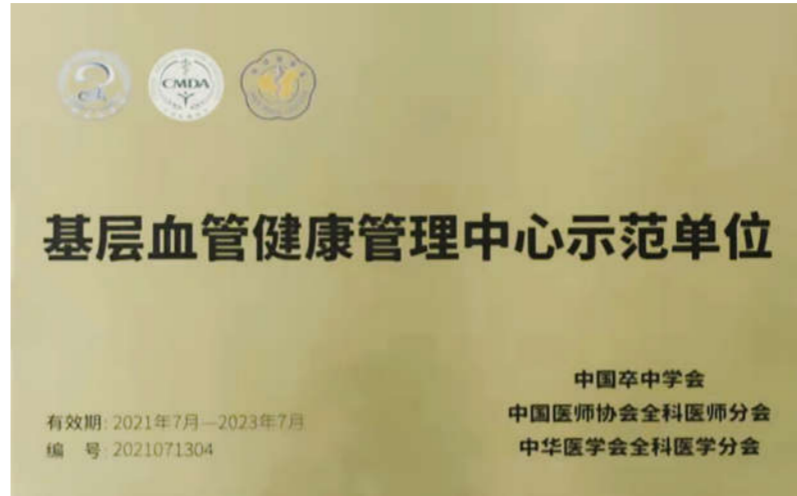 CMDA
基层血管健康管理中心示范单位
中国卒中学会
中国医师协会全科医师分会
中华医学会全科医学分会
有效期:2021年7月—2023年7月
编 号:2021071304